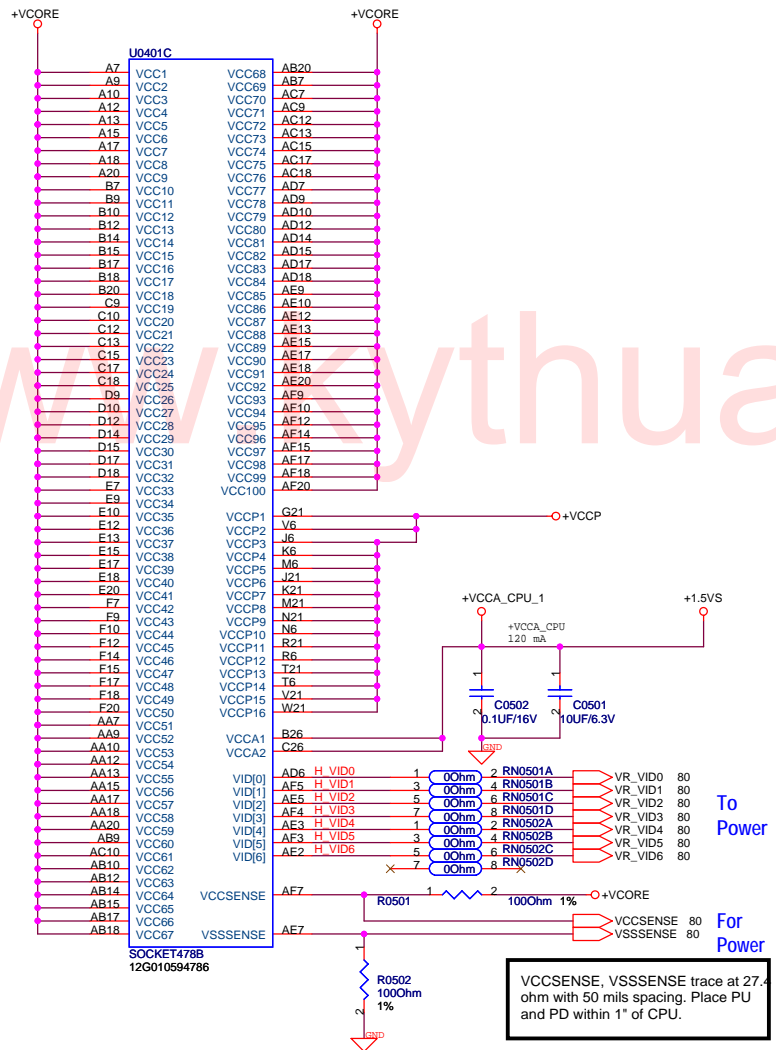 +VCORE +VCORE
U0401C
A7 VCC1 VCC68 AB20
A9 VCC2 VCC69 AB7
A10 VCC3 VCC70 AC7
A12 VCC4 VCC71 AC9
A13 VCC5 VCC72 AC12
A15 VCC6 VCC73 AC13
A17 VCC7 VCC74 AC15
A18 VCC8 VCC75 AC17
A20 VCC9 VCC76 AC18
B7 VCC10 VCC77 AD7
B9 VCC11 VCC78 AD9
B10 VCC12 VCC79 AD10
B12 VCC13 VCC80 AD12
B14 VCC14 VCC81 AD14
B15 VCC15 VCC82 AD15
B17 VCC16 VCC83 AD17
B18 VCC17 VCC84 AD18
B20 VCC18 VCC85 AE9
C9 VCC19 VCC86 AE10
C10 VCC20 VCC87 AE12
C12 VCC21 VCC88 AE13
C13 VCC22 VCC89 AE15
C15 VCC23 VCC90 AE17
C17 VCC24 VCC91 AE18
C18 VCC25 VCC92 AE20
D9 VCC26 VCC93 AF9
D10 VCC27 VCC94 AF10
D12 VCC28 VCC95 AF12
D14 VCC29 VCC96 AF14
D15 VCC30 VCC97 AF15
D17 VCC31 VCC98 AF17
D18 VCC32 VCC99 AF18
E7 VCC33 VCC100 AF20
E9 VCC34
E10 VCC35 VCCP1 G21 +VCCP
E12 VCC36 VCCP2 V6
E13 VCC37 VCCP3 J6
E15 VCC38 VCCP4 K6
E17 VCC39 VCCP5 M6
E18 VCC40 VCCP6 J21
E20 VCC41 VCCP7 K21
F7 VCC42 VCCP8 M21
F9 VCC43 VCCP9 N21
F10 VCC44 VCCP10 N6
F12 VCC45 VCCP11 R21
F14 VCC46 VCCP12 R6
F15 VCC47 VCCP13 T21
F17 VCC48 VCCP14 T6
F18 VCC49 VCCP15 V21
F20 VCC50 VCCP16 W21
AA7 VCC51
AA9 VCC52 VCCA1 B26
AA10 VCC53 VCCA2 C26
AA12 VCC54
AA13 VCC55 VID[0] AD6 H_VID0 1 0Ohm 2 RN0501A VR_VID0 80
AA15 VCC56 VID[1] AF5 H_VID1 3 0Ohm 4 RN0501B VR_VID1 80
AA17 VCC57 VID[2] AE5 H_VID2 5 0Ohm 6 RN0501C VR_VID2 80
AA18 VCC58 VID[3] AF4 H_VID3 7 0Ohm 8 RN0501D VR_VID3 80
AA20 VCC59 VID[4] AE3 H_VID4 1 0Ohm 2 RN0502A VR_VID4 80
AB9 VCC60 VID[5] AF3 H_VID5 3 0Ohm 4 RN0502B VR_VID5 80
AC10 VCC61 VID[6] AE2 H_VID6 5 0Ohm 6 RN0502C VR_VID6 80
AB10 VCC62 7 0Ohm 8 RN0502D
AB12 VCC63
AB14 VCC64 VCCSENSE AF7 R0501 1 2 100Ohm 1% +VCORE
AB15 VCC65
AB17 VCC66 VCCSENSE 80
AB18 VCC67 VSSSENSE AE7 VSSSENSE 80
SOCKET478B
12G010594786
+VCCA_CPU_1 +1.5VS
+VCCA_CPU
120 mA
1 1
C0502 C0501
0.1UF/16V 10UF/6.3V
2 2
GND
To
Power
For
Power
1
R0502
100Ohm
1%
2
GND
VCCSENSE, VSSSENSE trace at 27.4
ohm with 50 mils spacing. Place PU
and PD within 1" of CPU.
w.kythua